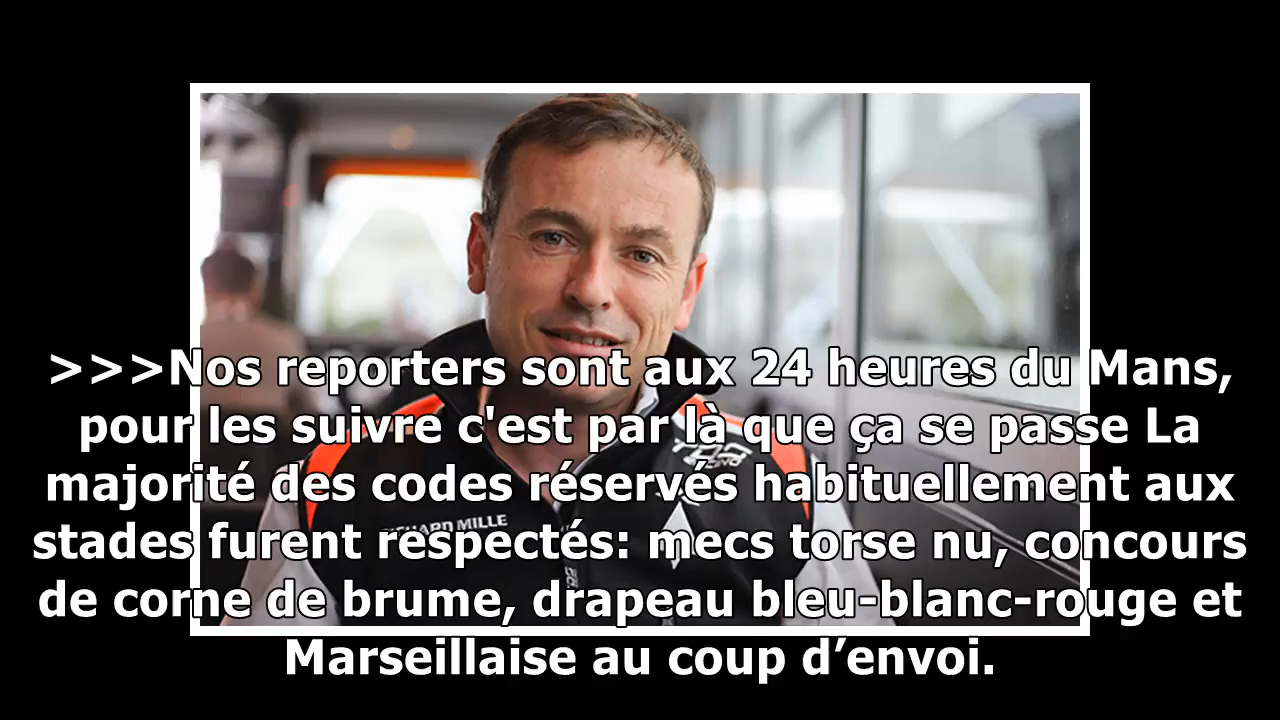 >>>Nos reporters sont aux 24 heures du Mans,
pour les suivre c'est par là que ça se passe La
majorité des codes réservés habituellement aux
stades furent respectés: mecs torse nu, concours
de corne de brume, drapeau bleu-blanc-rouge et
Marseillaise au coup d’envoi.
RICHARD MILLE